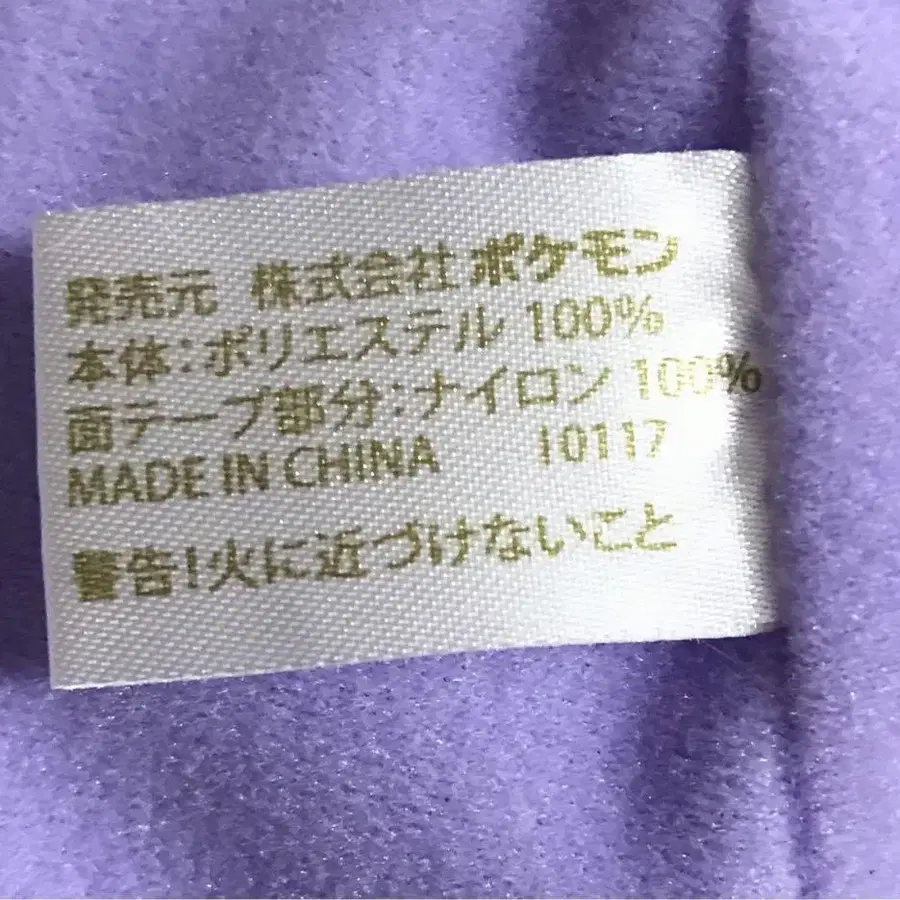 発売元 株式会社ポケモン
本体:ポリエステル 100%
面テープ部分:ナイロン 100%
MADE IN CHINA 10117
警告!火に近づけないこと